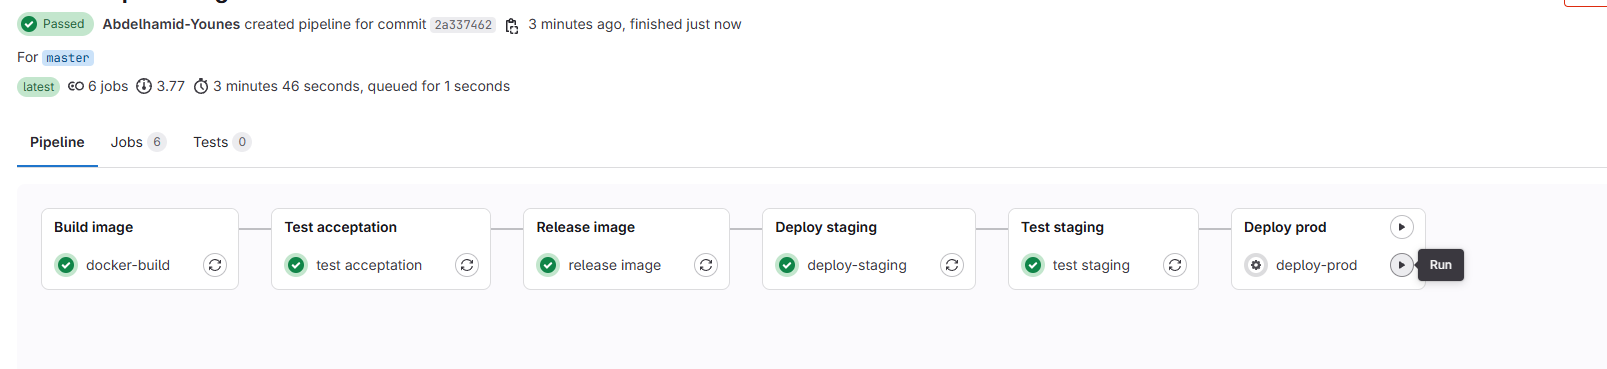 Passed Abdelhamid-Younes created pipeline for commit 2a337462 3 minutes ago, finished just now
For master
latest 6 jobs 3.77 3 minutes 46 seconds, queued for 1 seconds
Pipeline Jobs 6 Tests 0
Build image Test acceptation Release image Deploy staging Test staging Deploy prod
docker-build test acceptation release image deploy-staging test staging deploy-prod Run